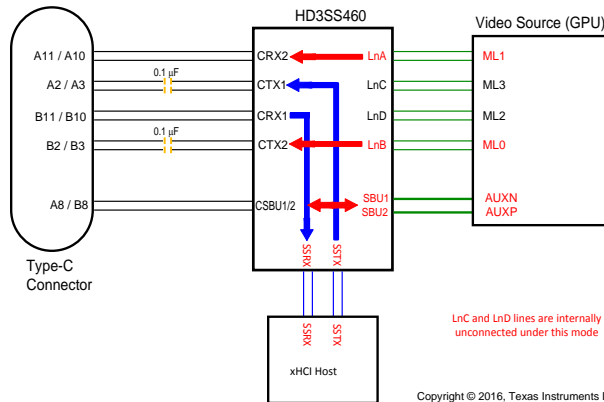 HD3SS460
Video Source (GPU)
A11 / A10
CRX2
LnA
ML1
0.1 µF
A2 / A3
CTX1
LnC
ML3
B11 / B10
CRX1
LnD
ML2
0.1 µF
B2 / B3
CTX2
LnB
ML0
A8 / B8
CSBU1/2
SBU1
SBU2
AUXN
AUXP
SSRX
SSTX
Type-C
Connector
SSRX
SSTX
xHCI Host
LnC and LnD lines are internally
unconnected under this mode
Copyright © 2016, Texas Instruments